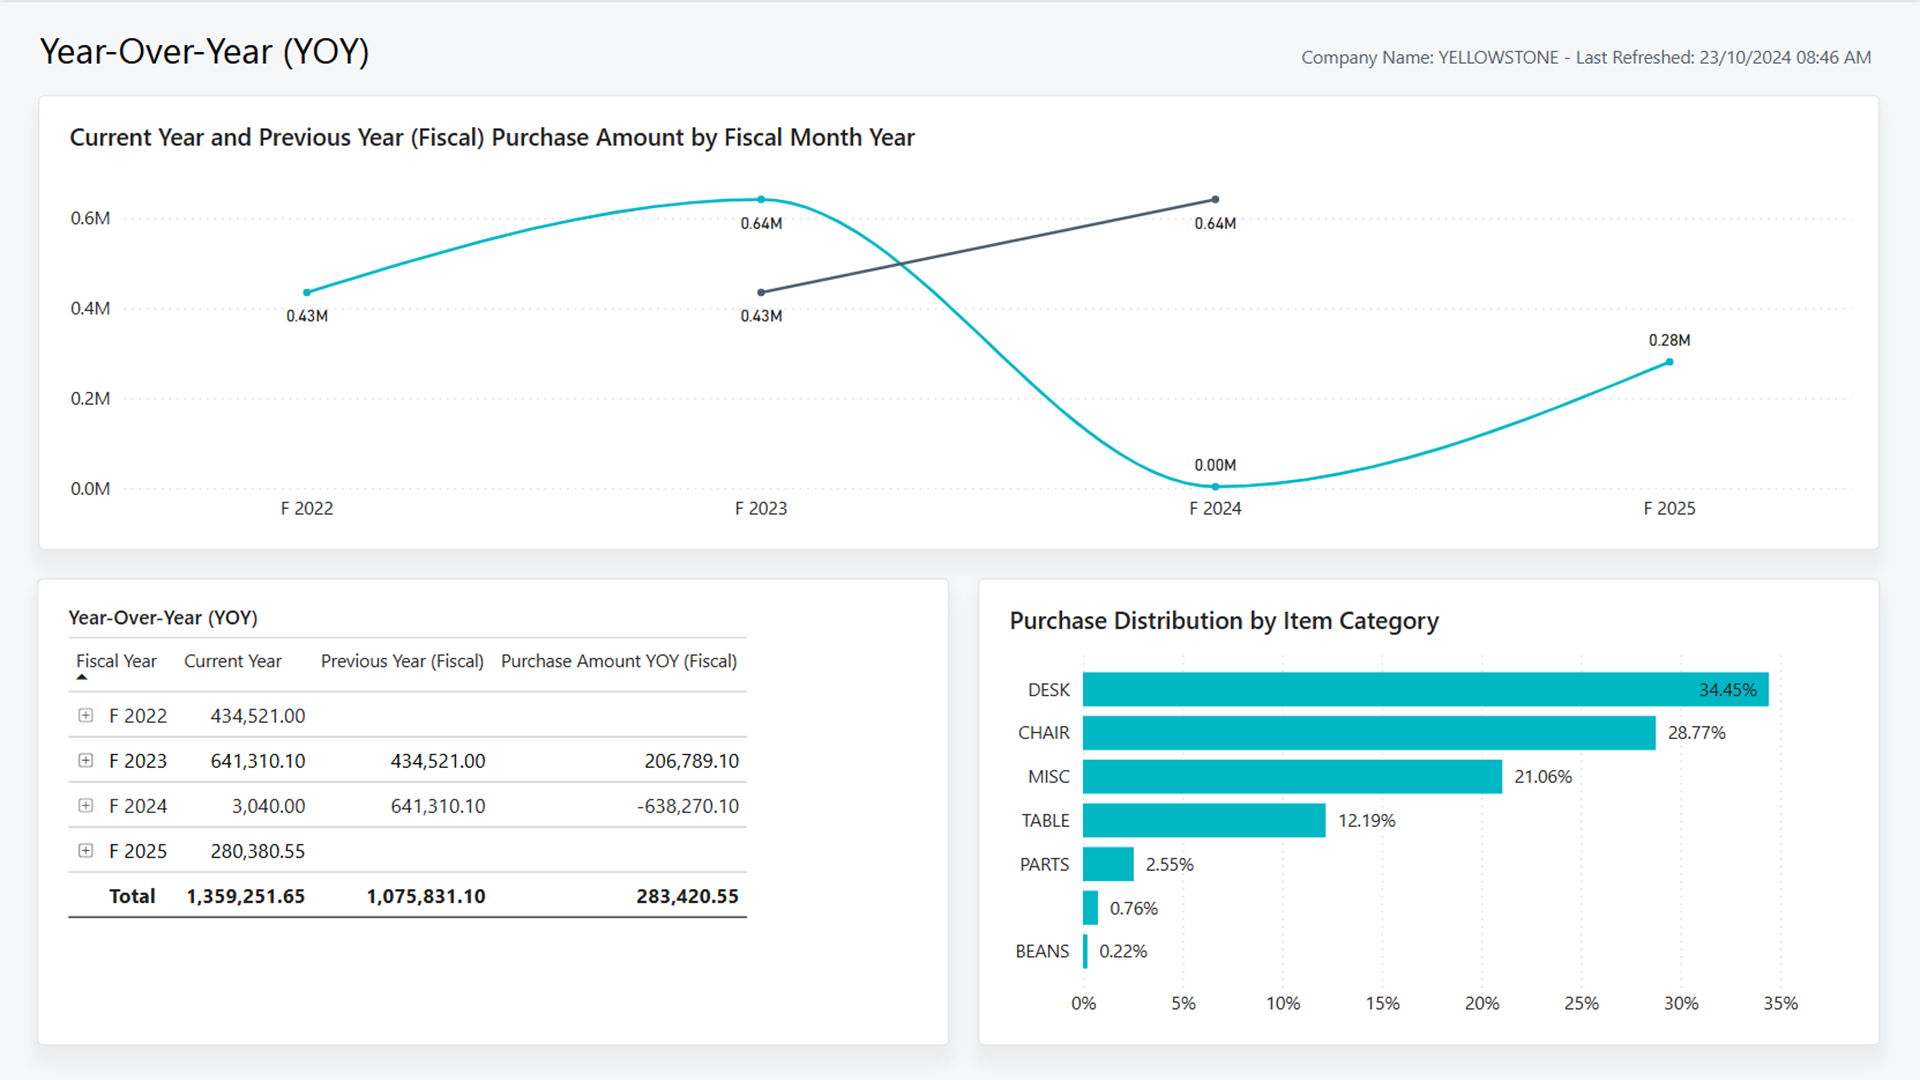 Year-Over-Year (YOY)
Company Name: YELLOWSTONE - Last Refreshed: 23/10/2024 08:46 AM
Current Year and Previous Year (Fiscal) Purchase Amount by Fiscal Month Year
0.6M
0.4M
0.2M
0.0M
0.43M
0.64M
0.43M
0.64M
0.00M
0.28M
F 2022 F 2023 F 2024 F 2025
Year-Over-Year (YOY)
Fiscal Year Current Year Previous Year (Fiscal) Purchase Amount YOY (Fiscal)
F 2022 434,521.00
F 2023 641,310.10 434,521.00 206,789.10
F 2024 3,040.00 641,310.10 -638,270.10
F 2025 280,380.55
Total 1,359,251.65 1,075,831.10 283,420.55
Purchase Distribution by Item Category
DESK 34.45%
CHAIR 28.77%
MISC 21.06%
TABLE 12.19%
PARTS 2.55%
0.76%
BEANS 0.22%
0% 5% 10% 15% 20% 25% 30% 35%